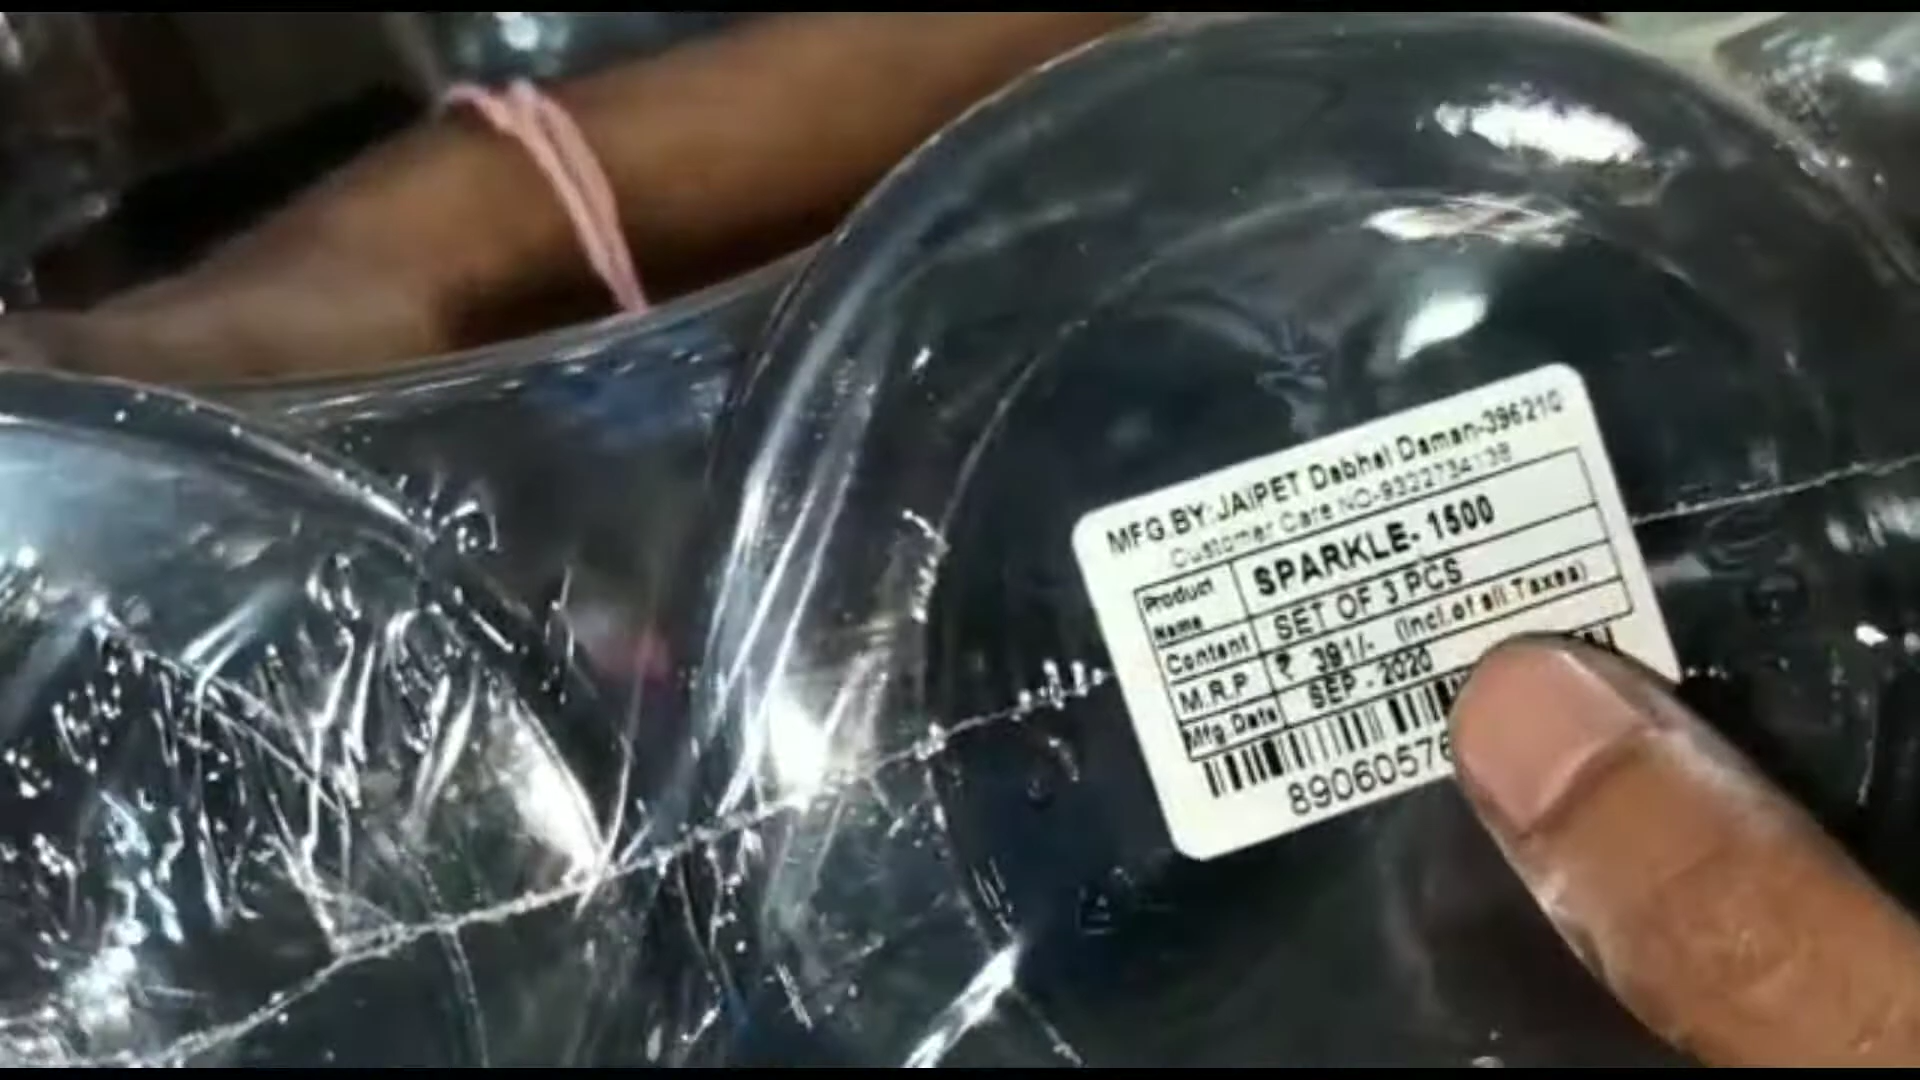 MFG.BY:JAIPET Dabhel Daman-396210
Customer Care NO-9322734138
Product Name SPARKLE- 1500
Content SET OF 3 PCS
M.R.P ₹ 391/- (Incl.of all Taxes)
Mfg.Date SEP - 2020
89060576